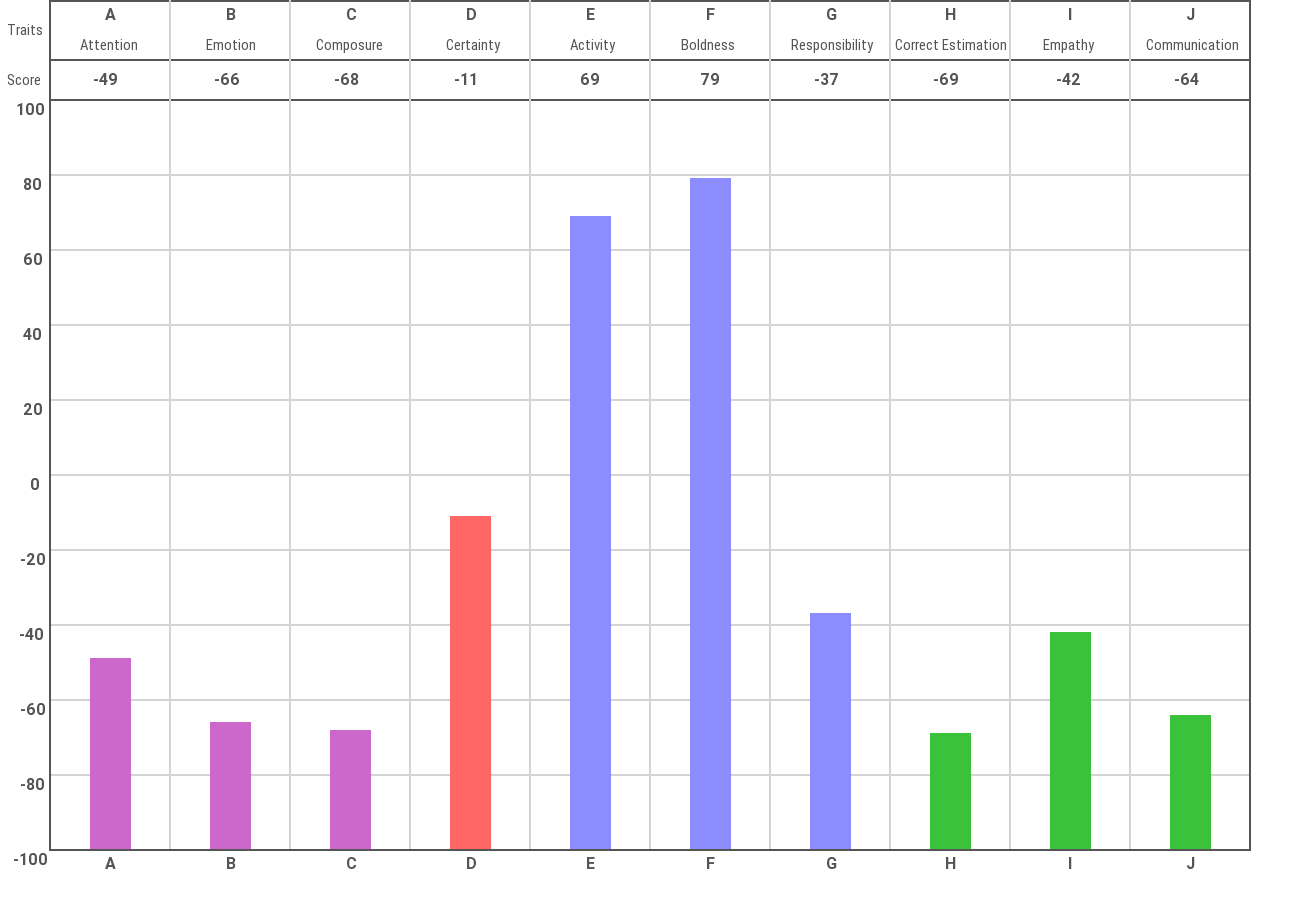 Traits
A B C D E F G H I J
Attention Emotion Composure Certainty Activity Boldness Responsibility Correct Estimation Empathy Communication
Score -49 -66 -68 -11 69 79 -37 -69 -42 -64
100
80
60
40
20
0
-20
-40
-60
-80
-100
A B C D E F G H I J